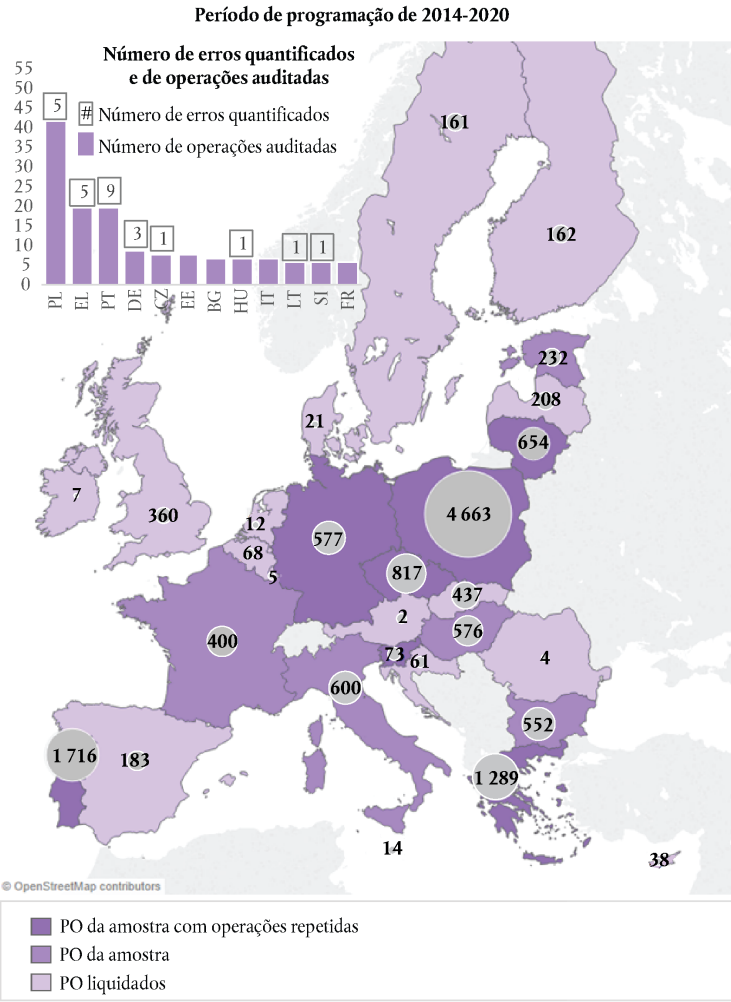 Período de programação de 2014-2020
Número de erros quantificados
e de operações auditadas
# Número de erros quantificados
Número de operações auditadas
55
50
45
40
35
30
25
20
15
10
5
0
5
5
9
3
1
1
1
1
PL
EL
PT
DE
CZ
EE
BG
HU
IT
LT
SI
FR
161
162
232
208
654
21
7
360
12
68
5
577
4 663
817
437
2
576
400
73
61
4
600
552
1 716
183
1 289
14
38
© OpenStreetMap contributors
PO da amostra com operações repetidas
PO da amostra
PO liquidados